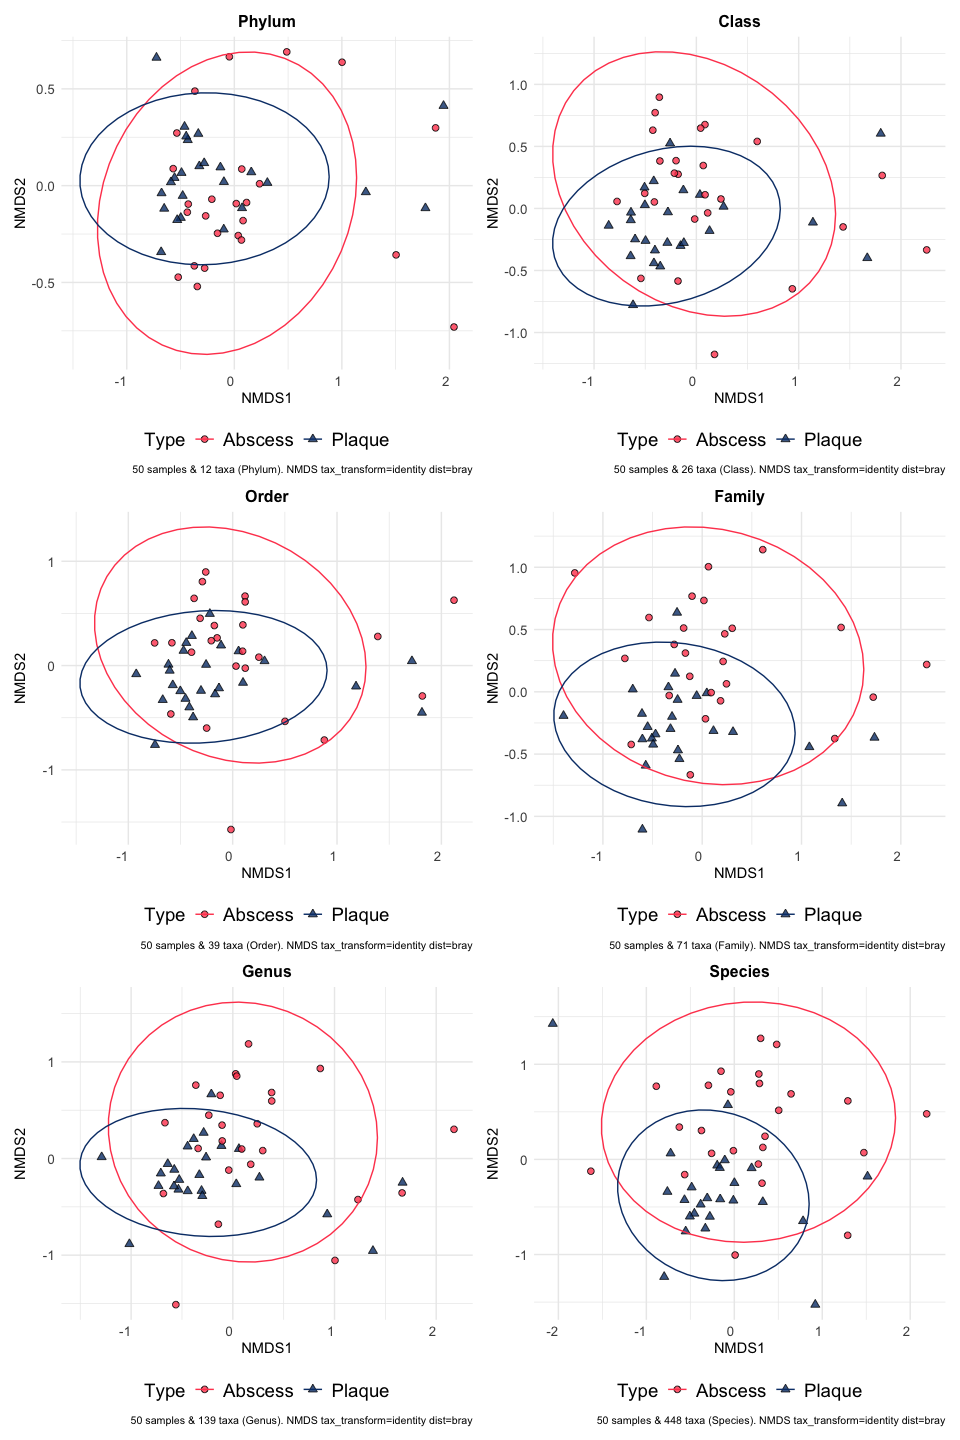 Phylum
Class
NMDS2
0.5
0.0
-0.5
-1
0
1
2
NMDS1
NMDS2
1.0
0.5
0.0
-0.5
-1.0
-1
0
1
2
NMDS1
Type Abscess Plaque
Type Abscess Plaque
50 samples & 12 taxa (Phylum). NMDS tax_transform=identity dist=bray
50 samples & 26 taxa (Class). NMDS tax_transform=identity dist=bray
Order
Family
NMDS2
1
0
-1
-1
0
1
2
NMDS1
NMDS2
1.0
0.5
0.0
-0.5
-1.0
-1
0
1
2
NMDS1
Type Abscess Plaque
Type Abscess Plaque
50 samples & 39 taxa (Order). NMDS tax_transform=identity dist=bray
50 samples & 71 taxa (Family). NMDS tax_transform=identity dist=bray
Genus
Species
NMDS2
1
0
-1
-1
0
1
2
NMDS1
NMDS2
1
0
-1
-2
-1
0
1
2
NMDS1
Type Abscess Plaque
Type Abscess Plaque
50 samples & 139 taxa (Genus). NMDS tax_transform=identity dist=bray
50 samples & 448 taxa (Species). NMDS tax_transform=identity dist=bray